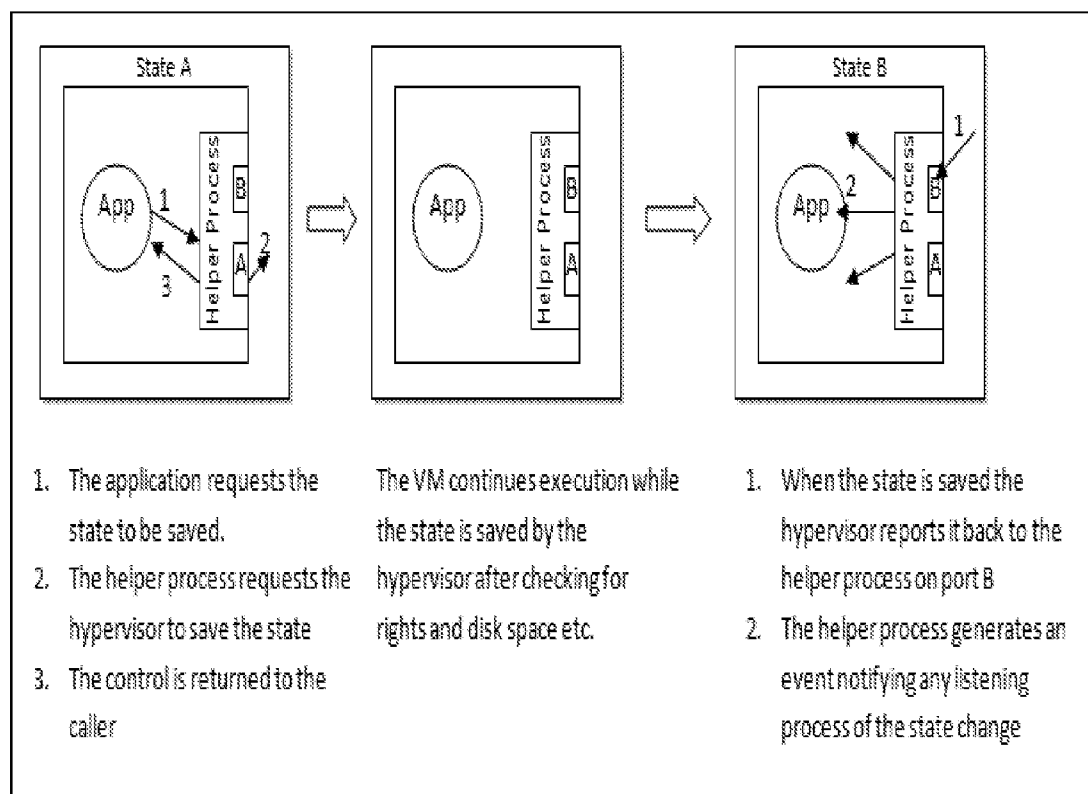 State A
App
1
2
3
Helper Process
B
A
App
Helper Process
B
A
State B
App
1
2
Helper Process
B
A
1. The application requests the
state to be saved.
2. The helper process requests the
hypervisor to save the state
3. The control is returned to the
caller
The VM continues execution while
the state is saved by the
hypervisor after checking for
rights and disk space etc.
1. When the state is saved the
hypervisor reports it back to the
helper process on port B
2. The helper process generates an
event notifying any listening
process of the state change